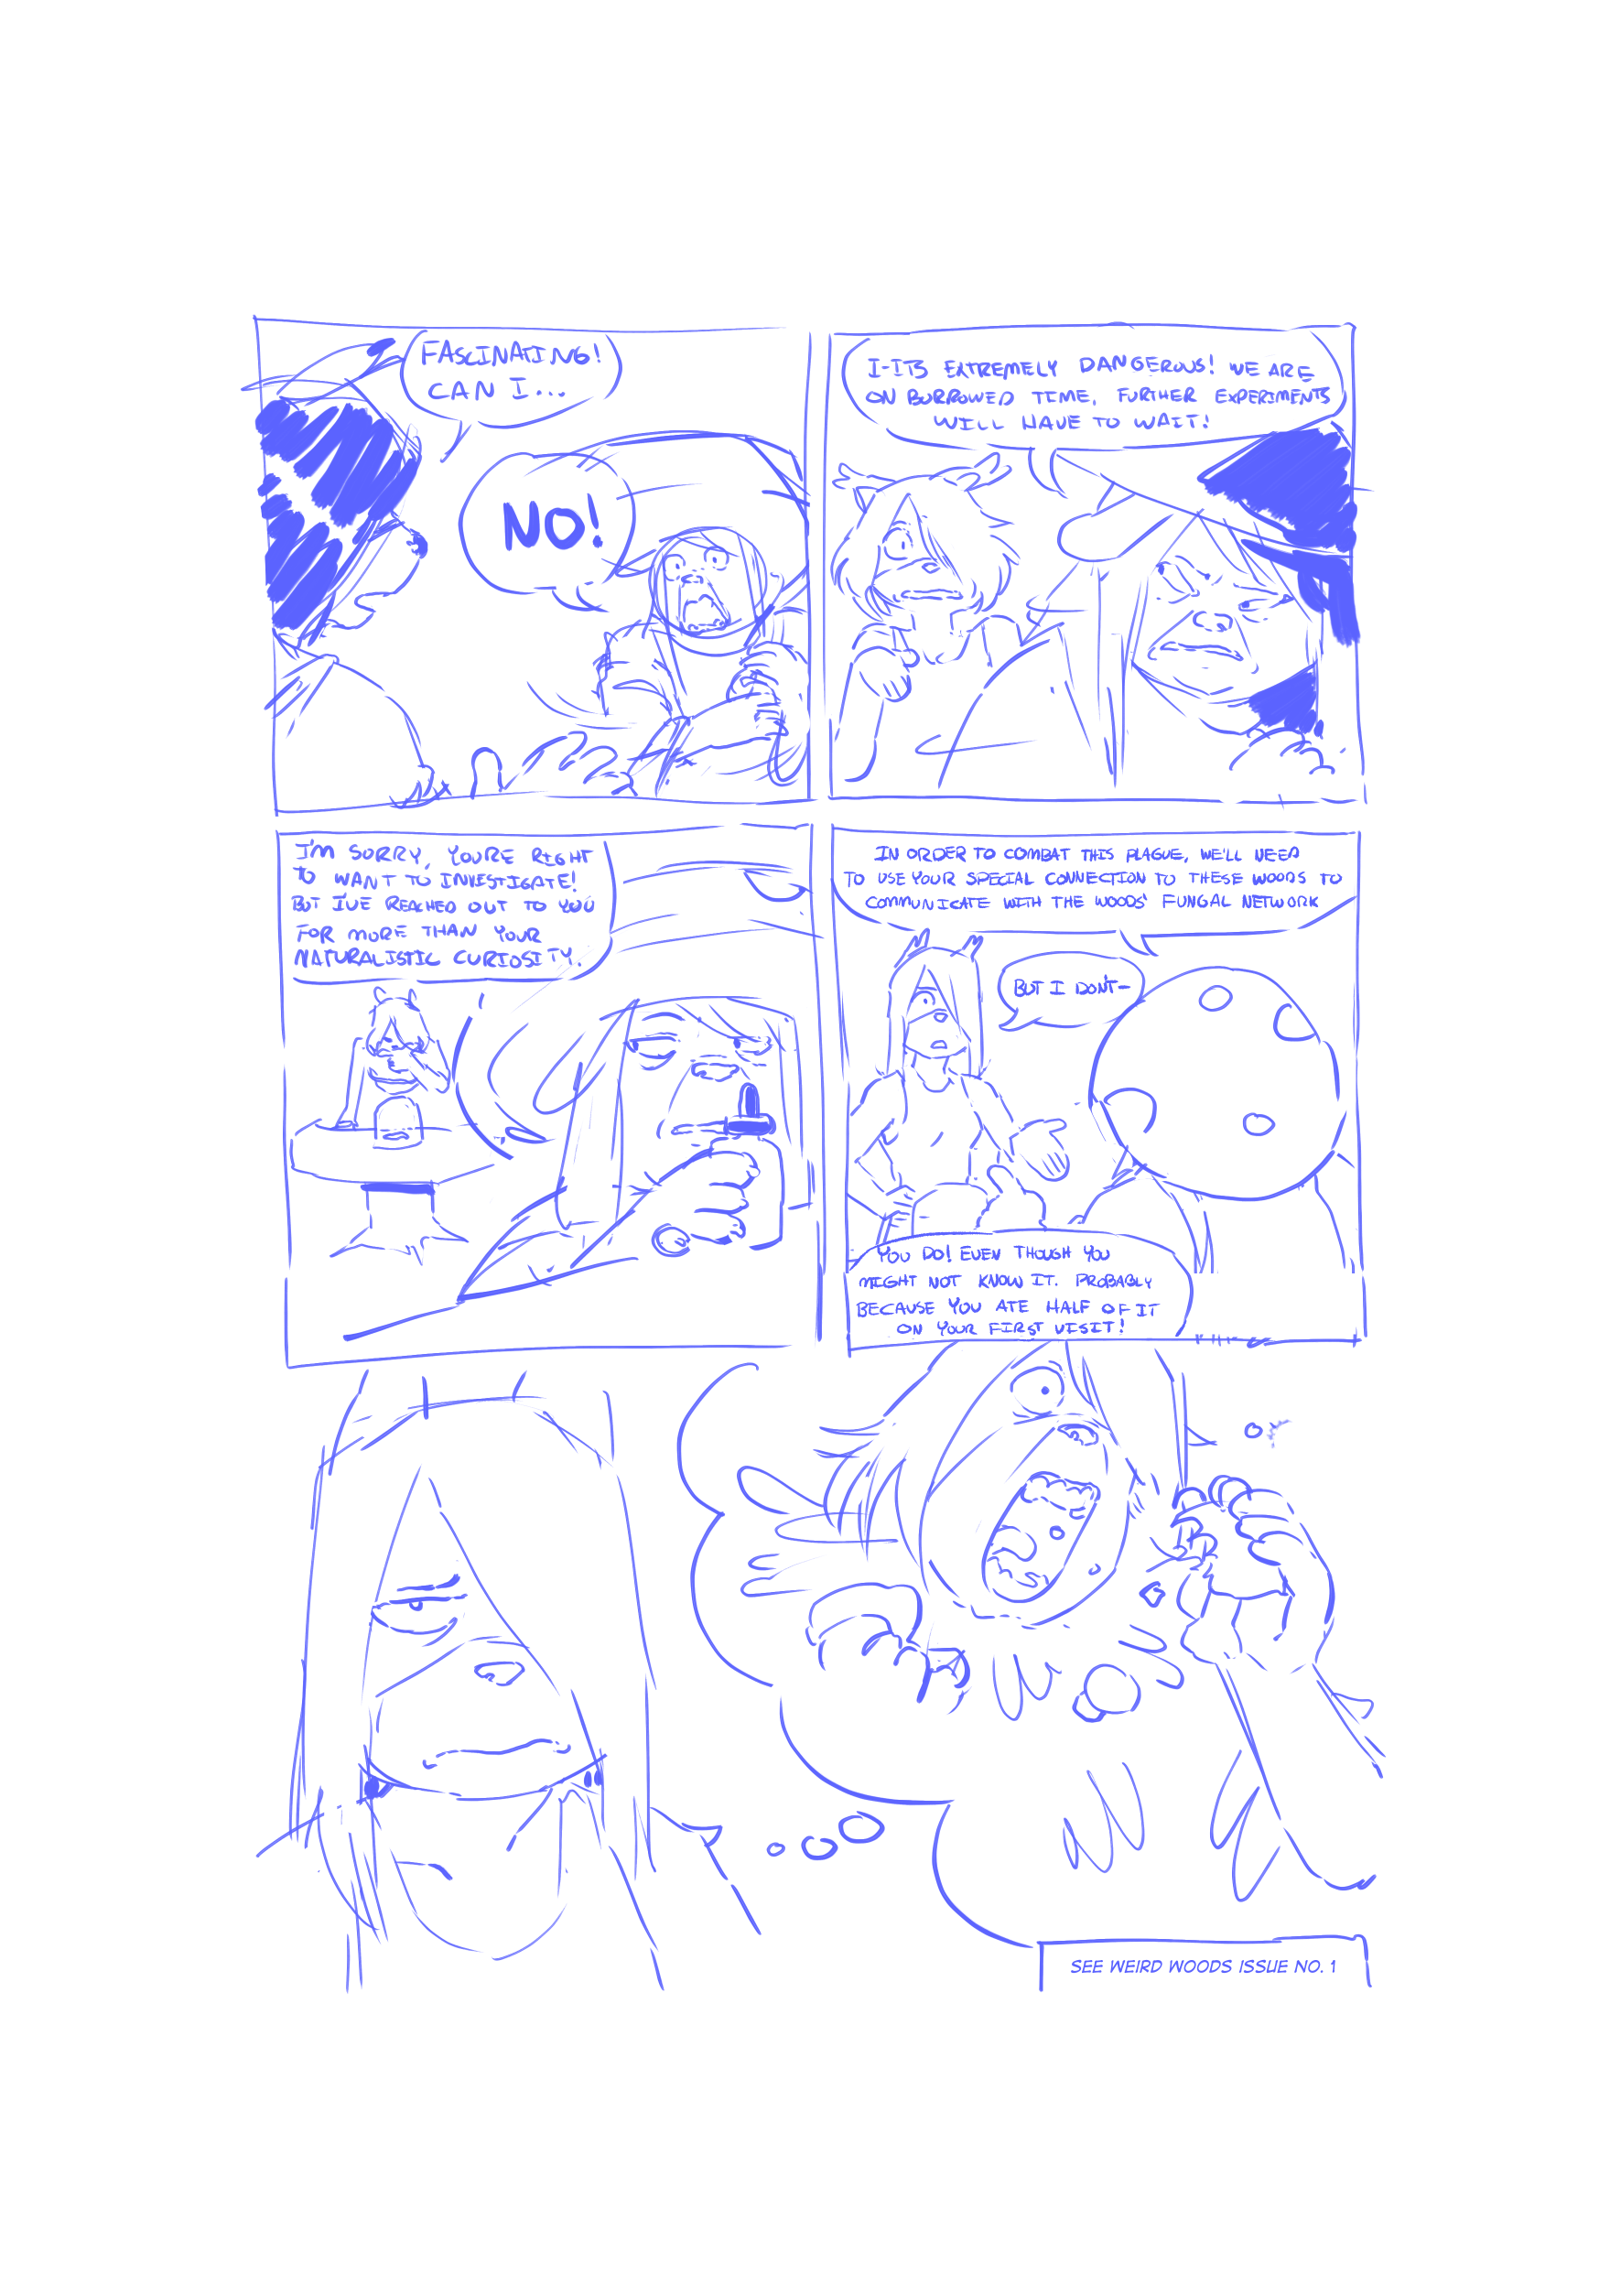 FASCINATING!
CAN I...
NO!
I-ITS EXTREMELY DANGEROUS! WE ARE
ON BORROWED TIME, FURTHER EXPERIMENTS
WILL HAVE TO WAIT!
I'M SORRY, YOU'RE RIGHT
TO WANT TO INVESTIGATE!
BUT I'VE REACHED OUT TO YOU
FOR MORE THAN YOUR
NATURALISTIC CURIOSITY.
IN ORDER TO COMBAT THIS PLAGUE, WE'LL NEED
TO USE YOUR SPECIAL CONNECTION TO THESE WOODS TO
COMMUNICATE WITH THE WOODS' FUNGAL NETWORK
BUT I DON'T-
YOU DO! EVEN THOUGH YOU
MIGHT NOT KNOW IT. PROBABLY
BECAUSE YOU ATE HALF OF IT
ON YOUR FIRST VISIT!
SEE WEIRD WOODS ISSUE NO. 1